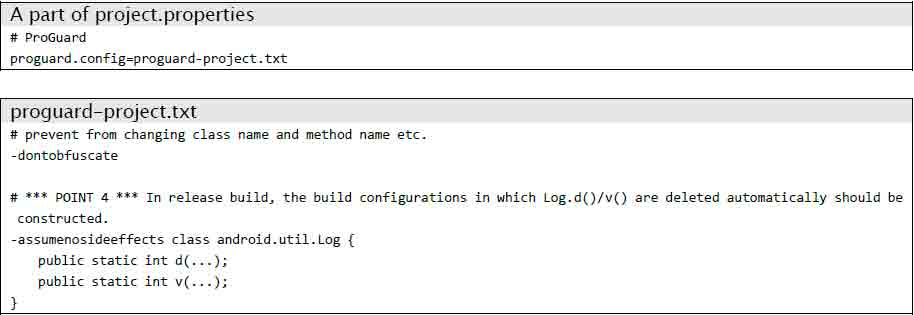 A part of project.properties
# ProGuard
proguard.config=proguard-project.txt
proguard-project.txt
# prevent from changing class name and method name etc.
-dontobfuscate
# *** POINT 4 *** In release build, the build configurations in which Log.d()/v() are deleted automatically should be
constructed.
-assumenosideeffects class android.util.Log {
public static int d(...);
public static int v(...);
}